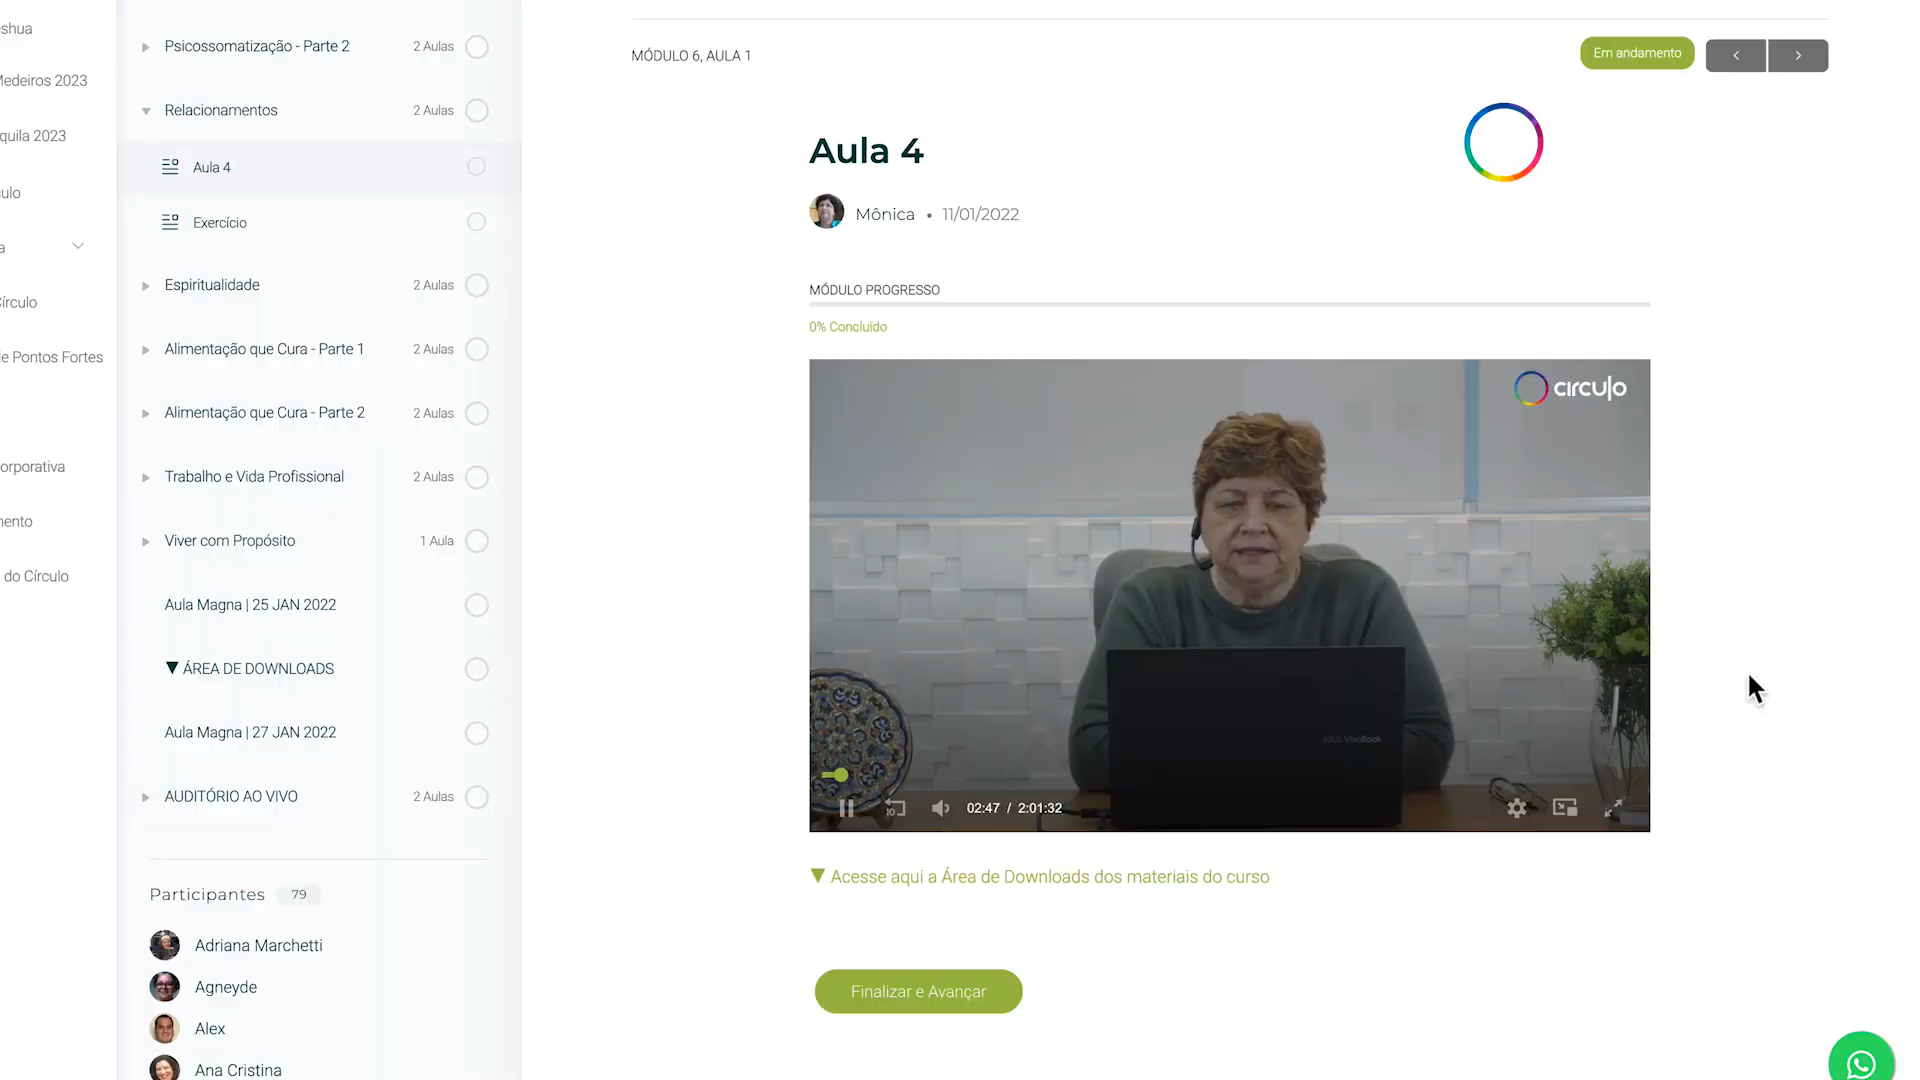 shua
Medeiros 2023
quila 2023
ulo
a
írculo
e Pontos Fortes
orporativa
mento
do Círculo
Psicossomatização - Parte 2 2 Aulas
Relacionamentos 2 Aulas
Aula 4
Exercício
Espiritualidade 2 Aulas
Alimentação que Cura - Parte 1 2 Aulas
Alimentação que Cura - Parte 2 2 Aulas
Trabalho e Vida Profissional 2 Aulas
Viver com Propósito 1 Aula
Aula Magna | 25 JAN 2022
▼ ÁREA DE DOWNLOADS
Aula Magna | 27 JAN 2022
AUDITÓRIO AO VIVO 2 Aulas
Participantes 79
Adriana Marchetti
Agneyde
Alex
Ana Cristina
MÓDULO 6, AULA 1
Em andamento
Aula 4
Mônica • 11/01/2022
MÓDULO PROGRESSO
0% Concluído
circulo
ASUS VivoBook
10
02:47 / 2:01:32
▼ Acesse aqui a Área de Downloads dos materiais do curso
Finalizar e Avançar